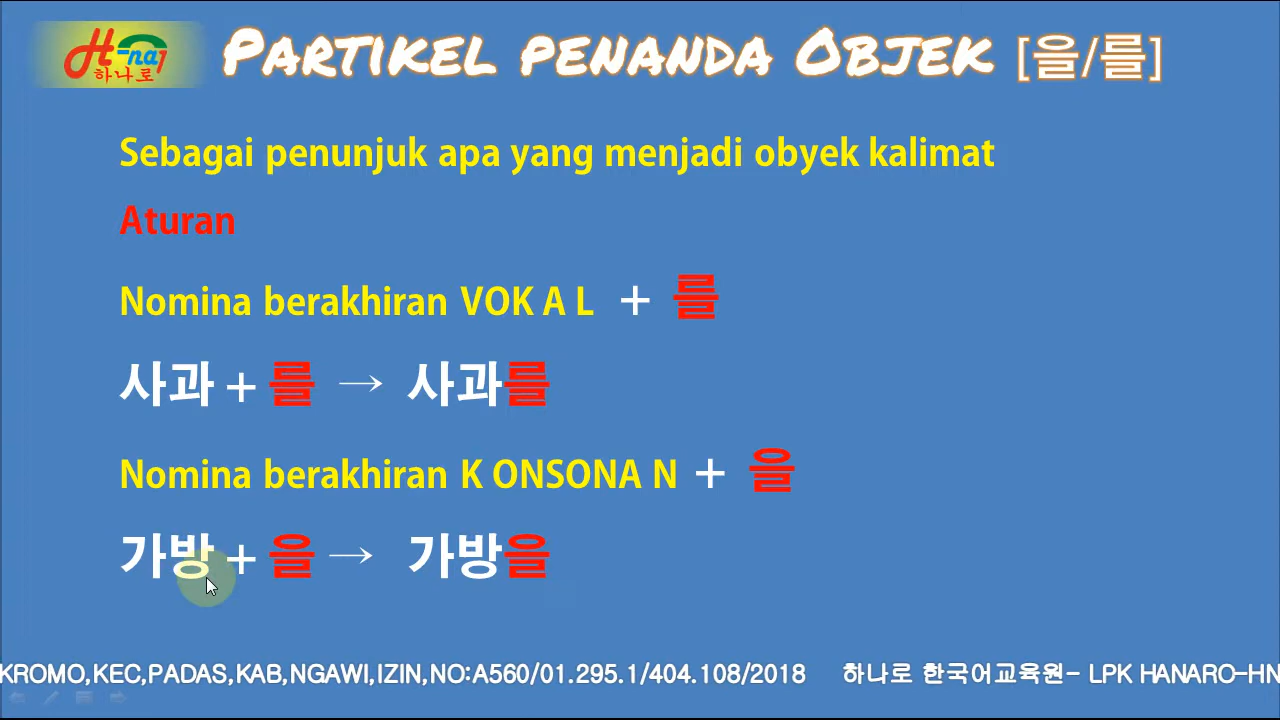 H-na 하나로
PARTIKEL PENANDA OBJEK [을/를]
Sebagai penunjuk apa yang menjadi obyek kalimat
Aturan
Nomina berakhiran VOK A L + 를
사과 + 를 → 사과를
Nomina berakhiran K ONSONA N + 을
가방 + 을 → 가방을
KROMO,KEC,PADAS,KAB,NGAWI,IZIN,NO:A560/01.295.1/404.108/2018 하나로 한국어교육원- LPK HANARO-HN